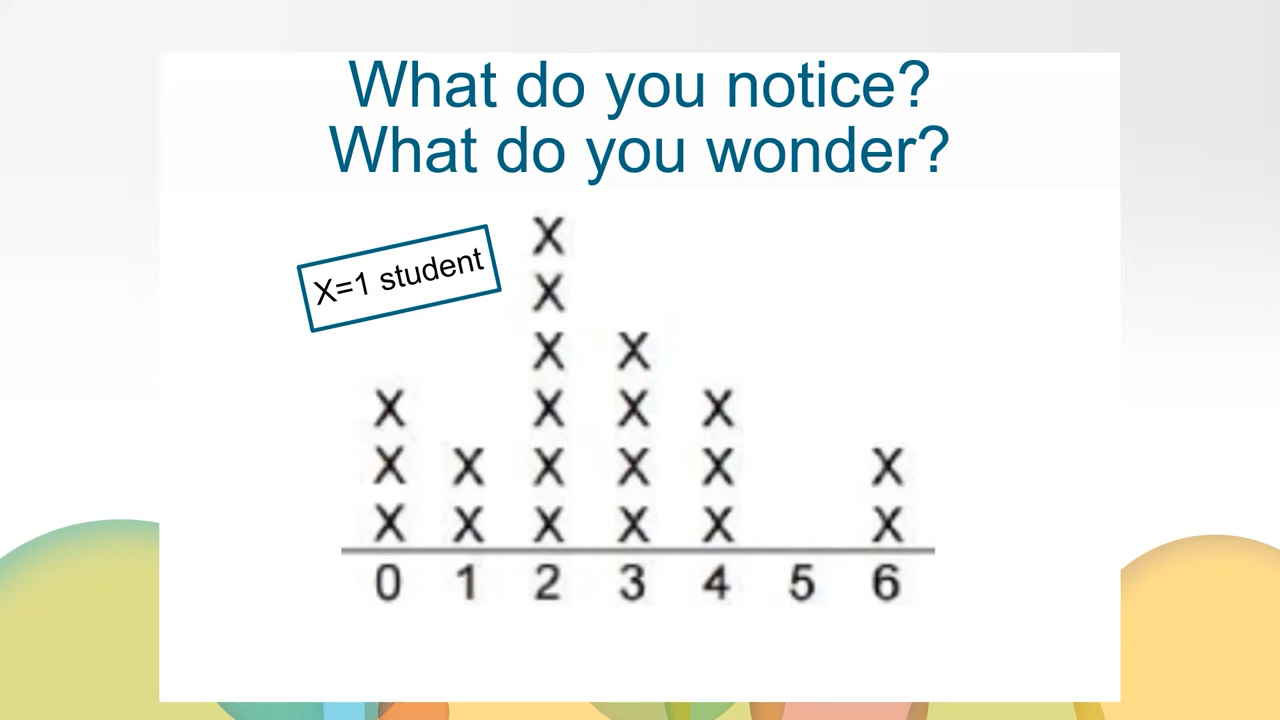 What do you notice?
What do you wonder?
X
X=1 student
X
X X
X X X X
X X X X X X
X X X X X X
0 1 2 3 4 5 6